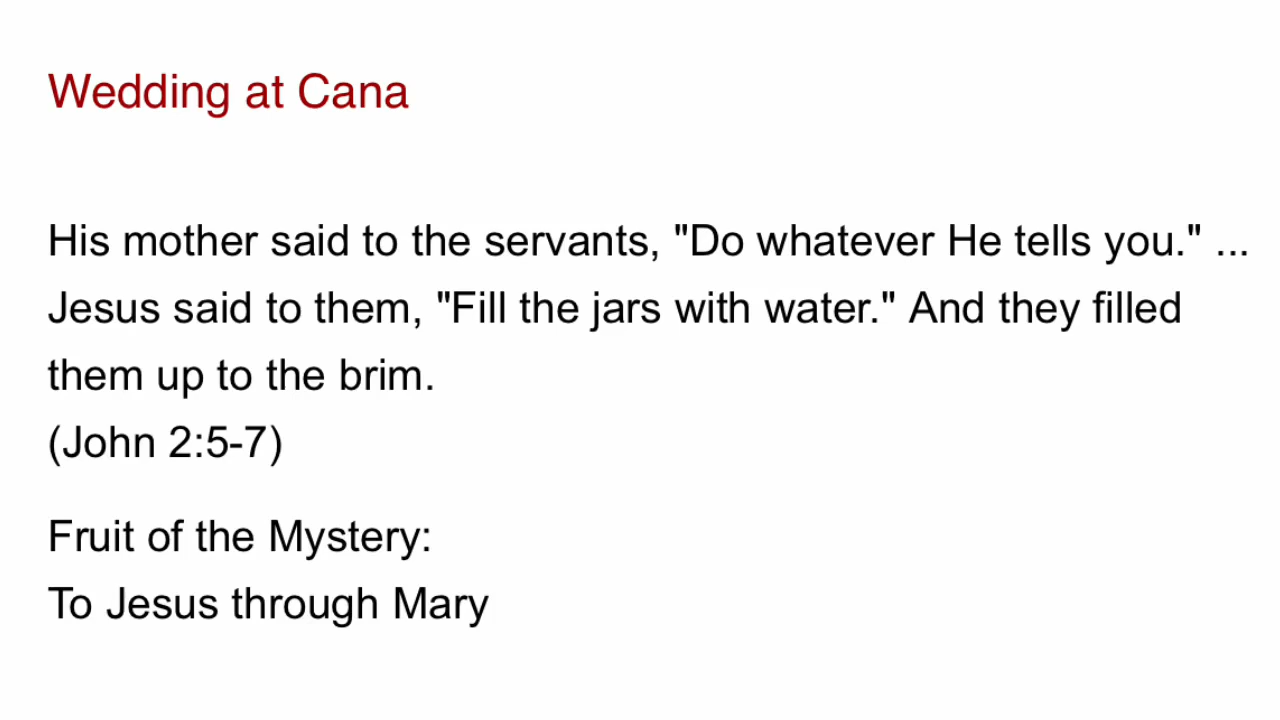 Wedding at Cana
His mother said to the servants, "Do whatever He tells you." ...
Jesus said to them, "Fill the jars with water." And they filled
them up to the brim.
(John 2:5-7)
Fruit of the Mystery:
To Jesus through Mary